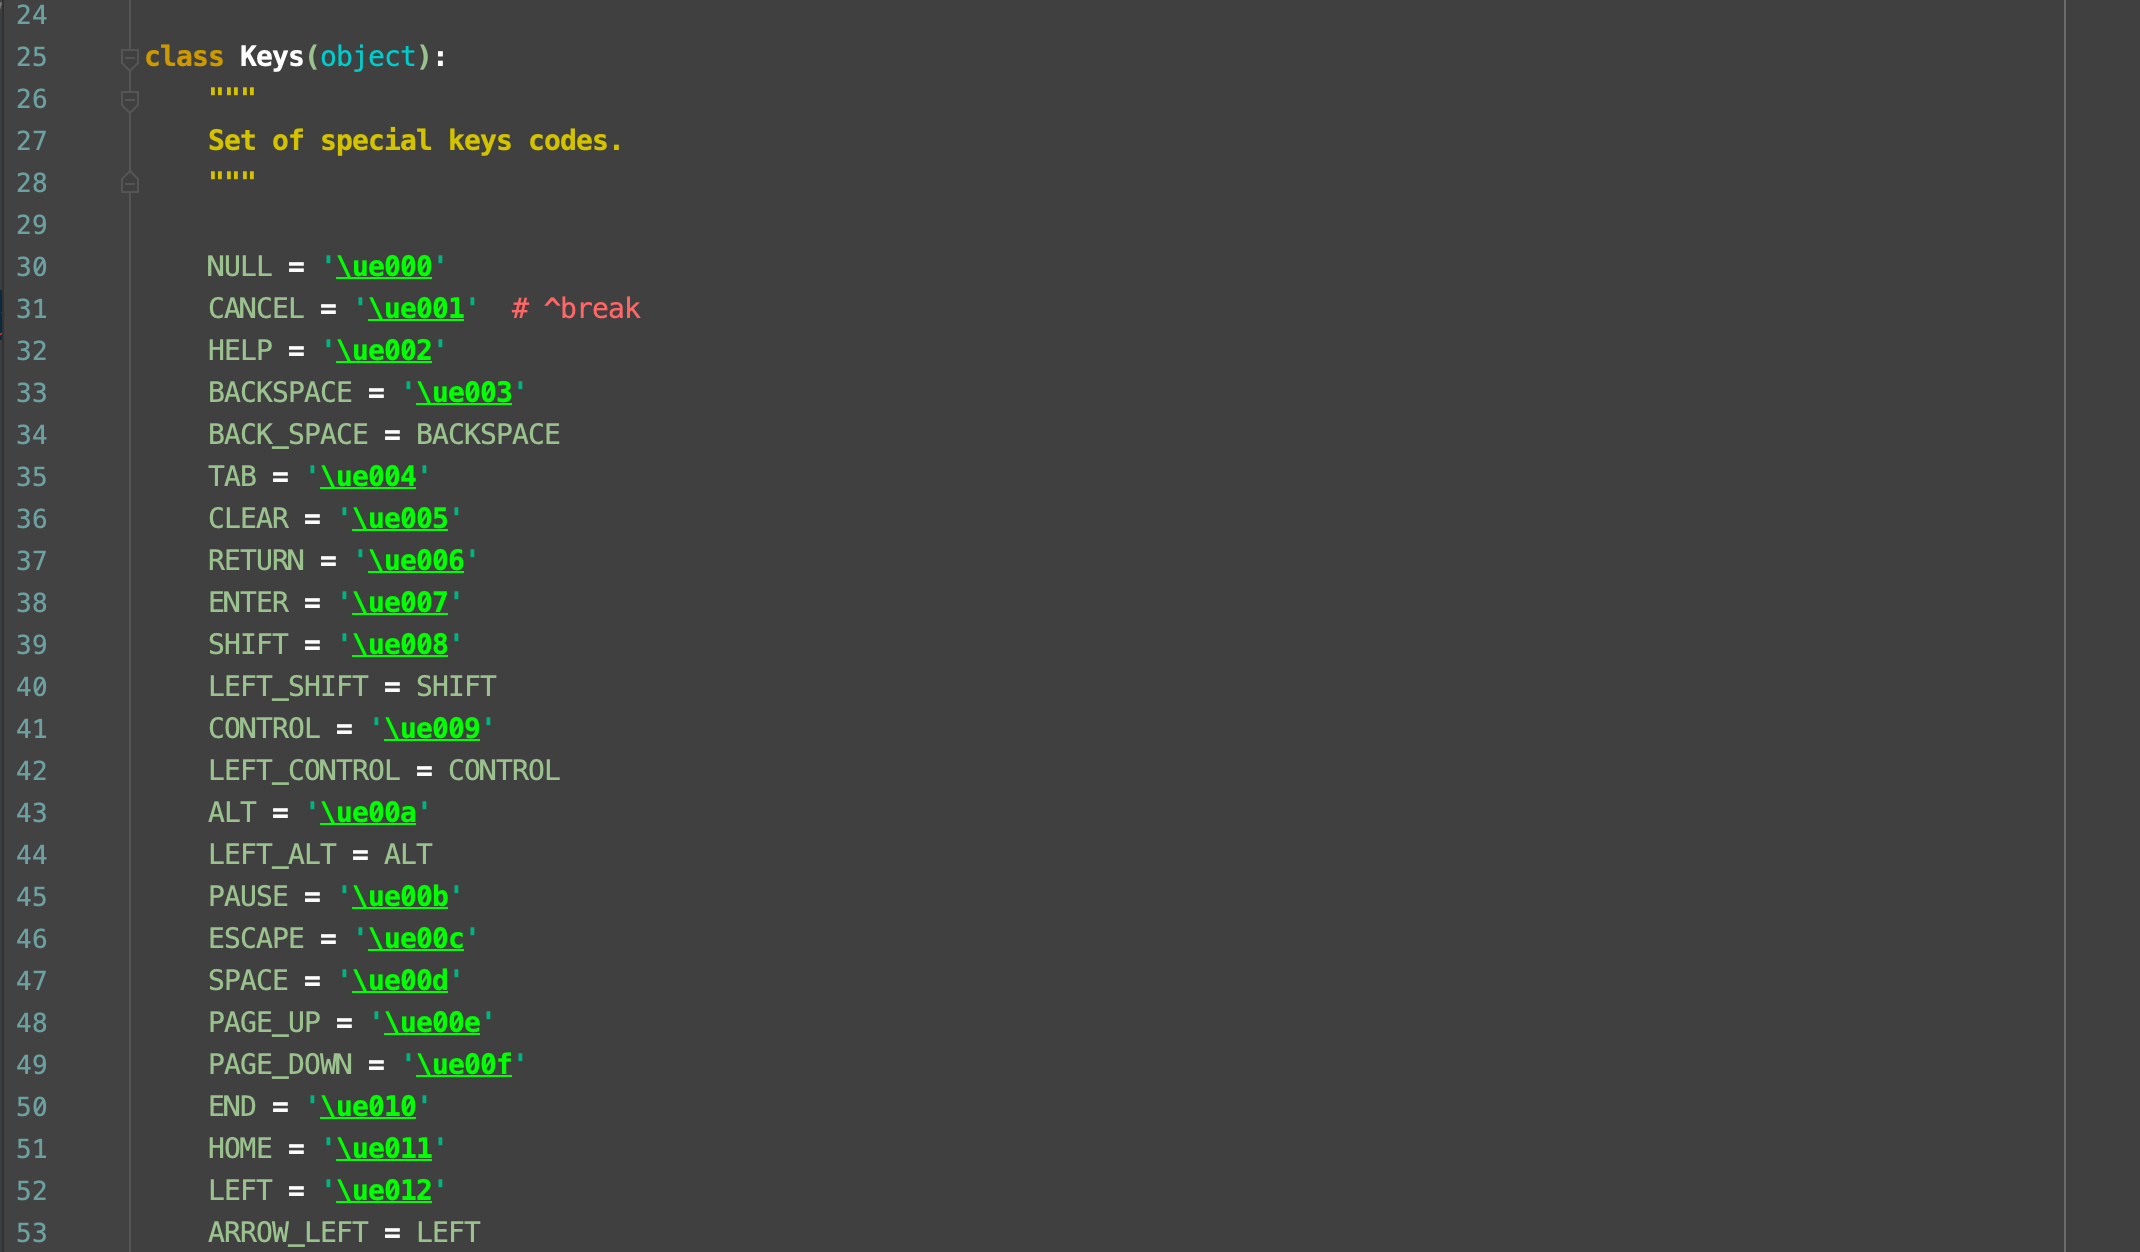 24
25 class Keys(object):
26 """
27 Set of special keys codes.
28 """
29
30 NULL = '\ue000'
31 CANCEL = '\ue001'  # ^break
32 HELP = '\ue002'
33 BACKSPACE = '\ue003'
34 BACK_SPACE = BACKSPACE
35 TAB = '\ue004'
36 CLEAR = '\ue005'
37 RETURN = '\ue006'
38 ENTER = '\ue007'
39 SHIFT = '\ue008'
40 LEFT_SHIFT = SHIFT
41 CONTROL = '\ue009'
42 LEFT_CONTROL = CONTROL
43 ALT = '\ue00a'
44 LEFT_ALT = ALT
45 PAUSE = '\ue00b'
46 ESCAPE = '\ue00c'
47 SPACE = '\ue00d'
48 PAGE_UP = '\ue00e'
49 PAGE_DOWN = '\ue00f'
50 END = '\ue010'
51 HOME = '\ue011'
52 LEFT = '\ue012'
53 ARROW_LEFT = LEFT